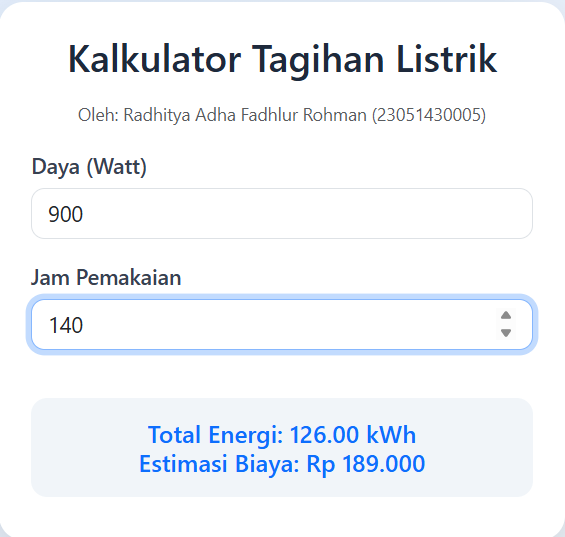 Kalkulator Tagihan Listrik
Oleh: Radhitya Adha Fadhlur Rohman (23051430005)
Daya (Watt)
900
Jam Pemakaian
140
Total Energi: 126.00 kWh
Estimasi Biaya: Rp 189.000